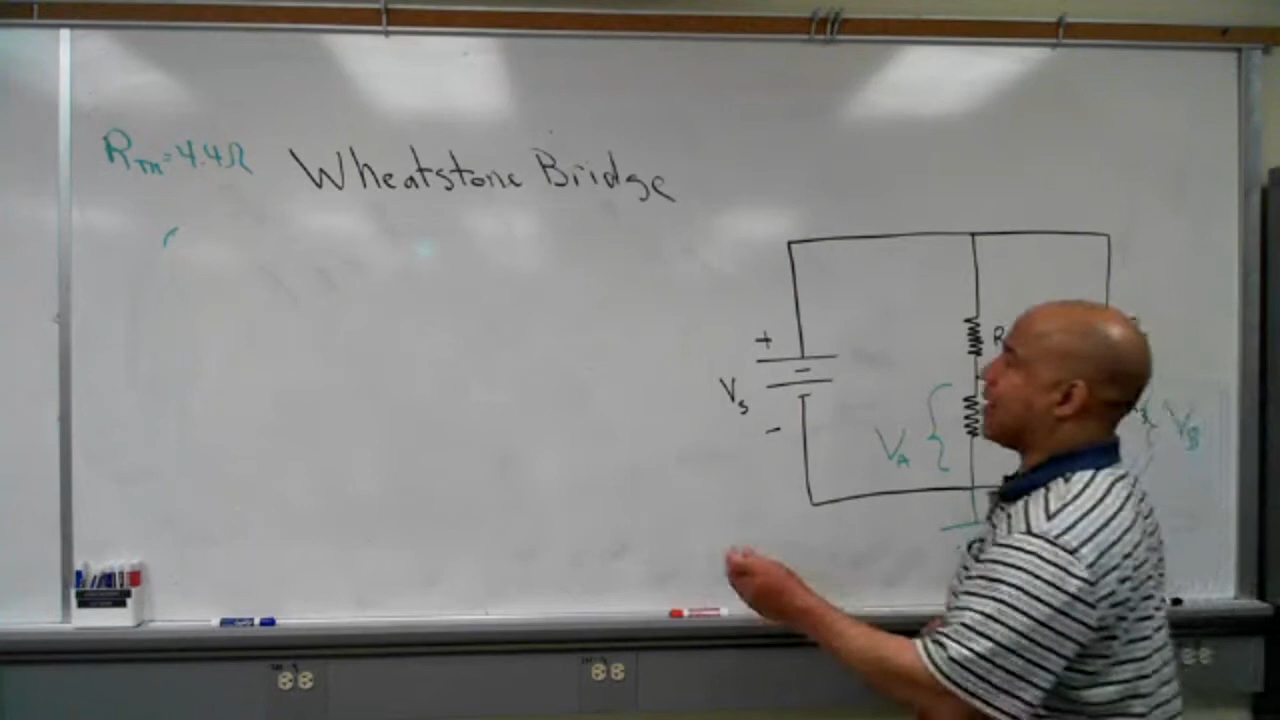 R_TH = 4.4Ω
Wheatstone Bridge
+
V_S
-
R
V_A
V_B